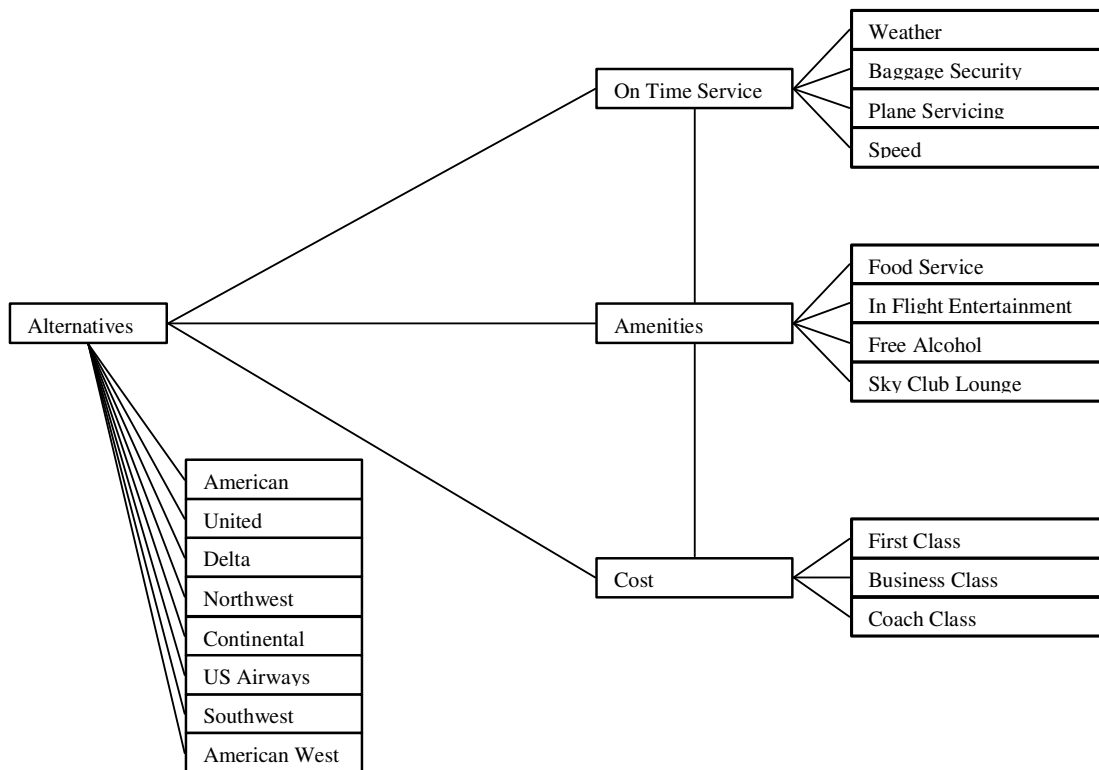 Weather
Baggage Security
On Time Service
Plane Servicing
Speed
Food Service
In Flight Entertainment
Alternatives
Amenities
Free Alcohol
Sky Club Lounge
American
United
First Class
Delta
Cost
Business Class
Northwest
Coach Class
Continental
US Airways
Southwest
American West